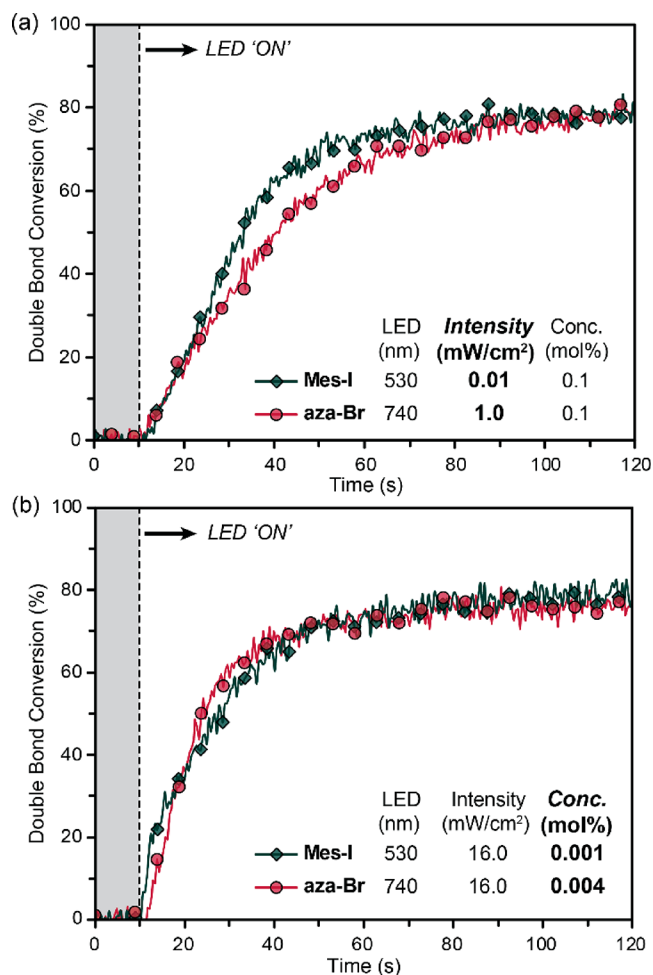 (a)
100
80
60
40
20
0
Double Bond Conversion (%)
LED 'ON'
LED Intensity Conc.
(nm) (mW/cm²) (mol%)
Mes-I 530 0.01 0.1
aza-Br 740 1.0 0.1
0 20 40 60 80 100 120
Time (s)
(b)
100
80
60
40
20
0
Double Bond Conversion (%)
LED 'ON'
LED Intensity Conc.
(nm) (mW/cm²) (mol%)
Mes-I 530 16.0 0.001
aza-Br 740 16.0 0.004
0 20 40 60 80 100 120
Time (s)